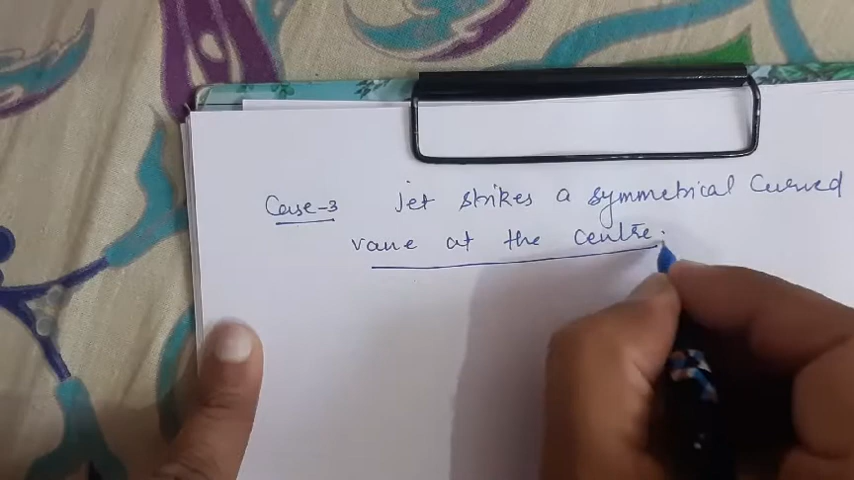 Case-3 jet strikes a symmetrical Curved
vane at the centre.